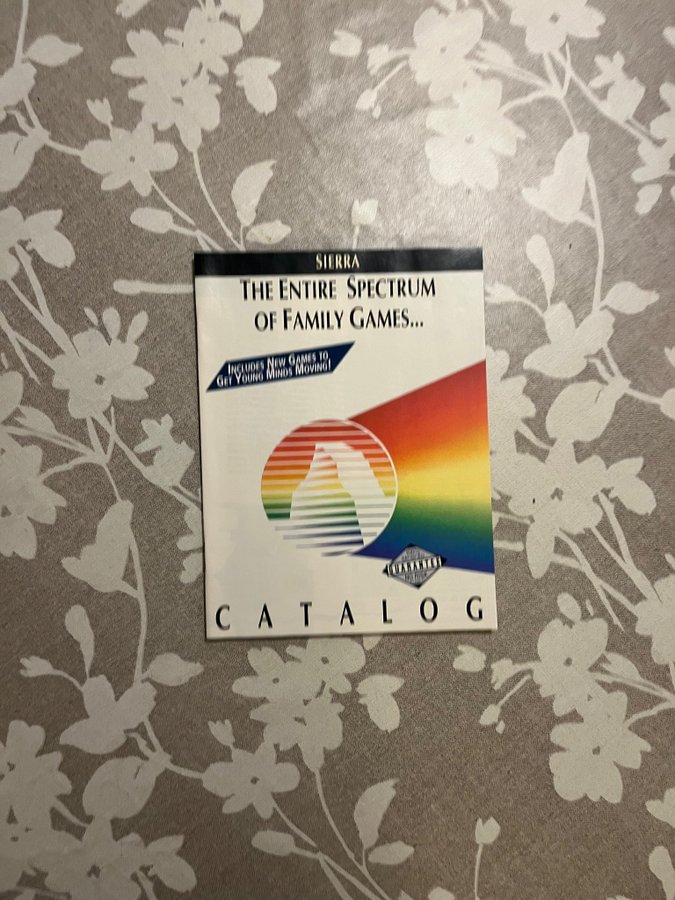 SIERRA
THE ENTIRE SPECTRUM
OF FAMILY GAMES...
INCLUDES NEW GAMES TO
GET YOUNG MINDS MOVING!
GUARANTEE
CATALOG